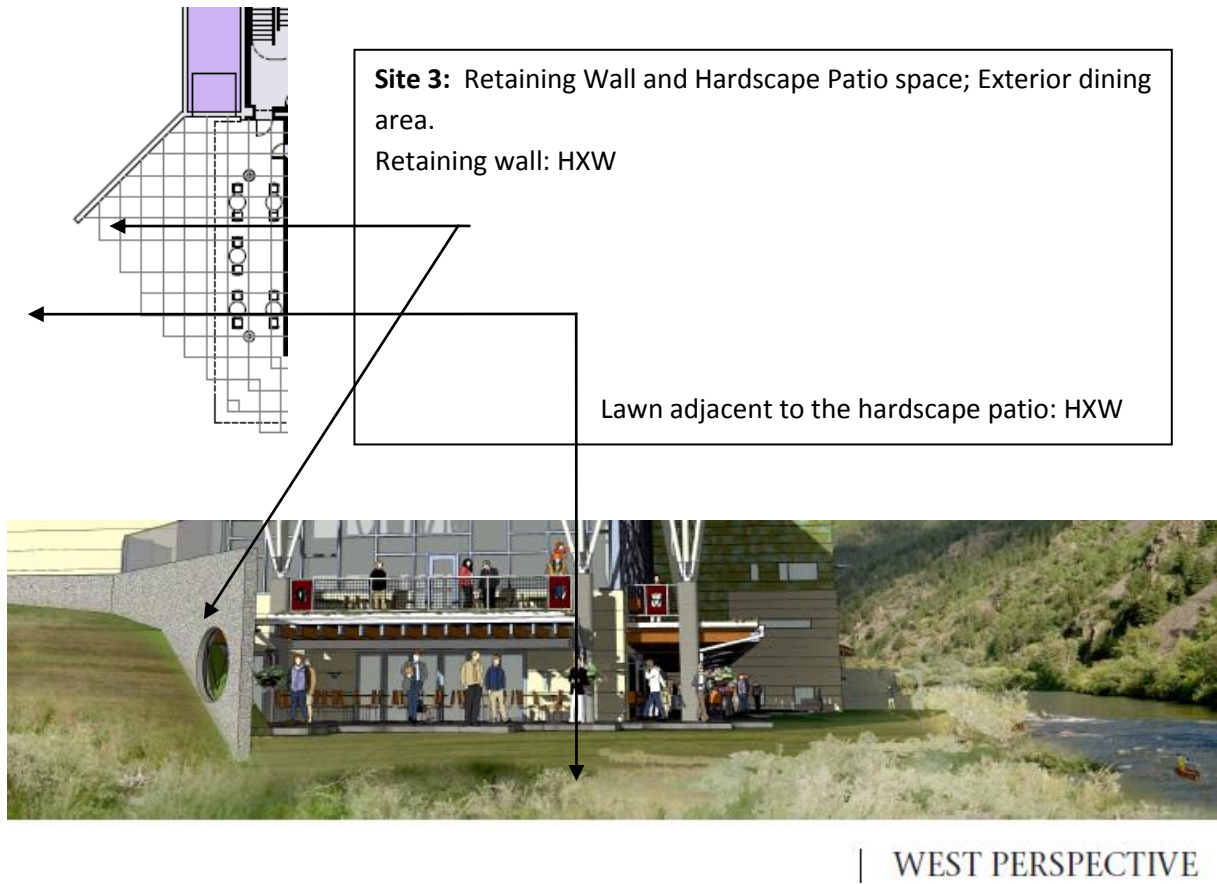 Site 3: Retaining Wall and Hardscape Patio space; Exterior dining
area.
Retaining wall: HXW
Lawn adjacent to the hardscape patio: HXW
WEST PERSPECTIVE